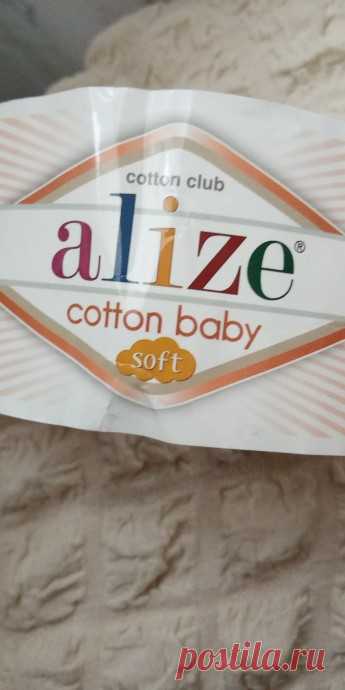 cotton club
alize®
cotton baby
soft
postila.ru